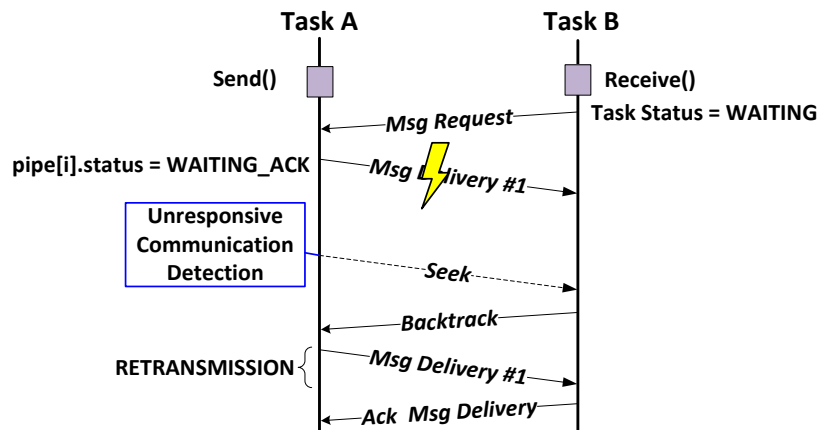 Task A
Task B
Send()
Receive()
Msg Request
Task Status = WAITING
pipe[i].status = WAITING_ACK
Msg Delivery #1
Unresponsive
Communication
Detection
Seek
Backtrack
RETRANSMISSION
Msg Delivery #1
Ack Msg Delivery